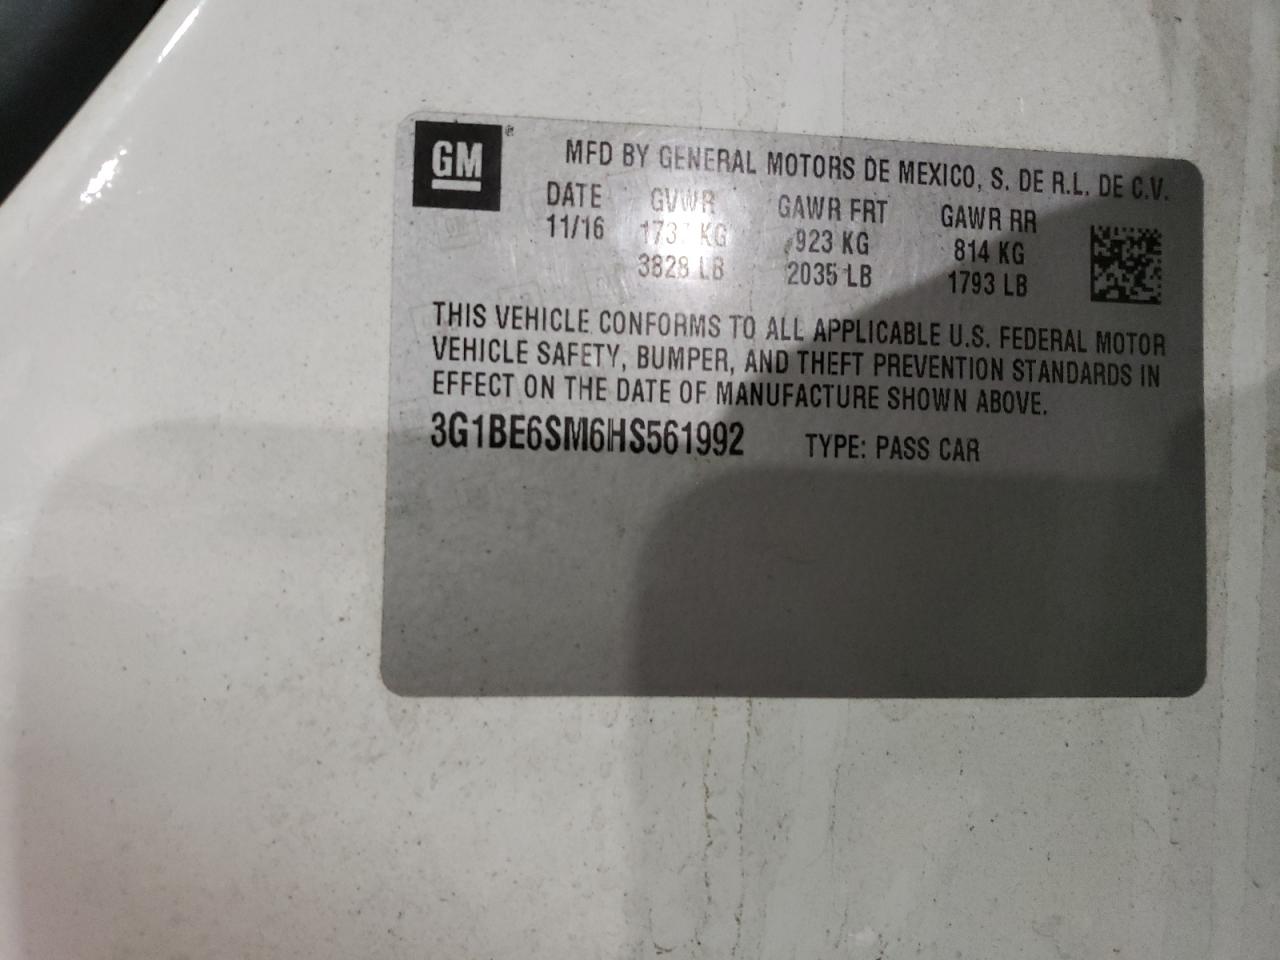 GM®
MFD BY GENERAL MOTORS DE MEXICO, S. DE R.L. DE C.V.
DATE GVWR GAWR FRT GAWR RR
11/16 1737 KG 923 KG 814 KG
3828 LB 2035 LB 1793 LB
THIS VEHICLE CONFORMS TO ALL APPLICABLE U.S. FEDERAL MOTOR
VEHICLE SAFETY, BUMPER, AND THEFT PREVENTION STANDARDS IN
EFFECT ON THE DATE OF MANUFACTURE SHOWN ABOVE.
3G1BE6SM6HS561992 TYPE: PASS CAR